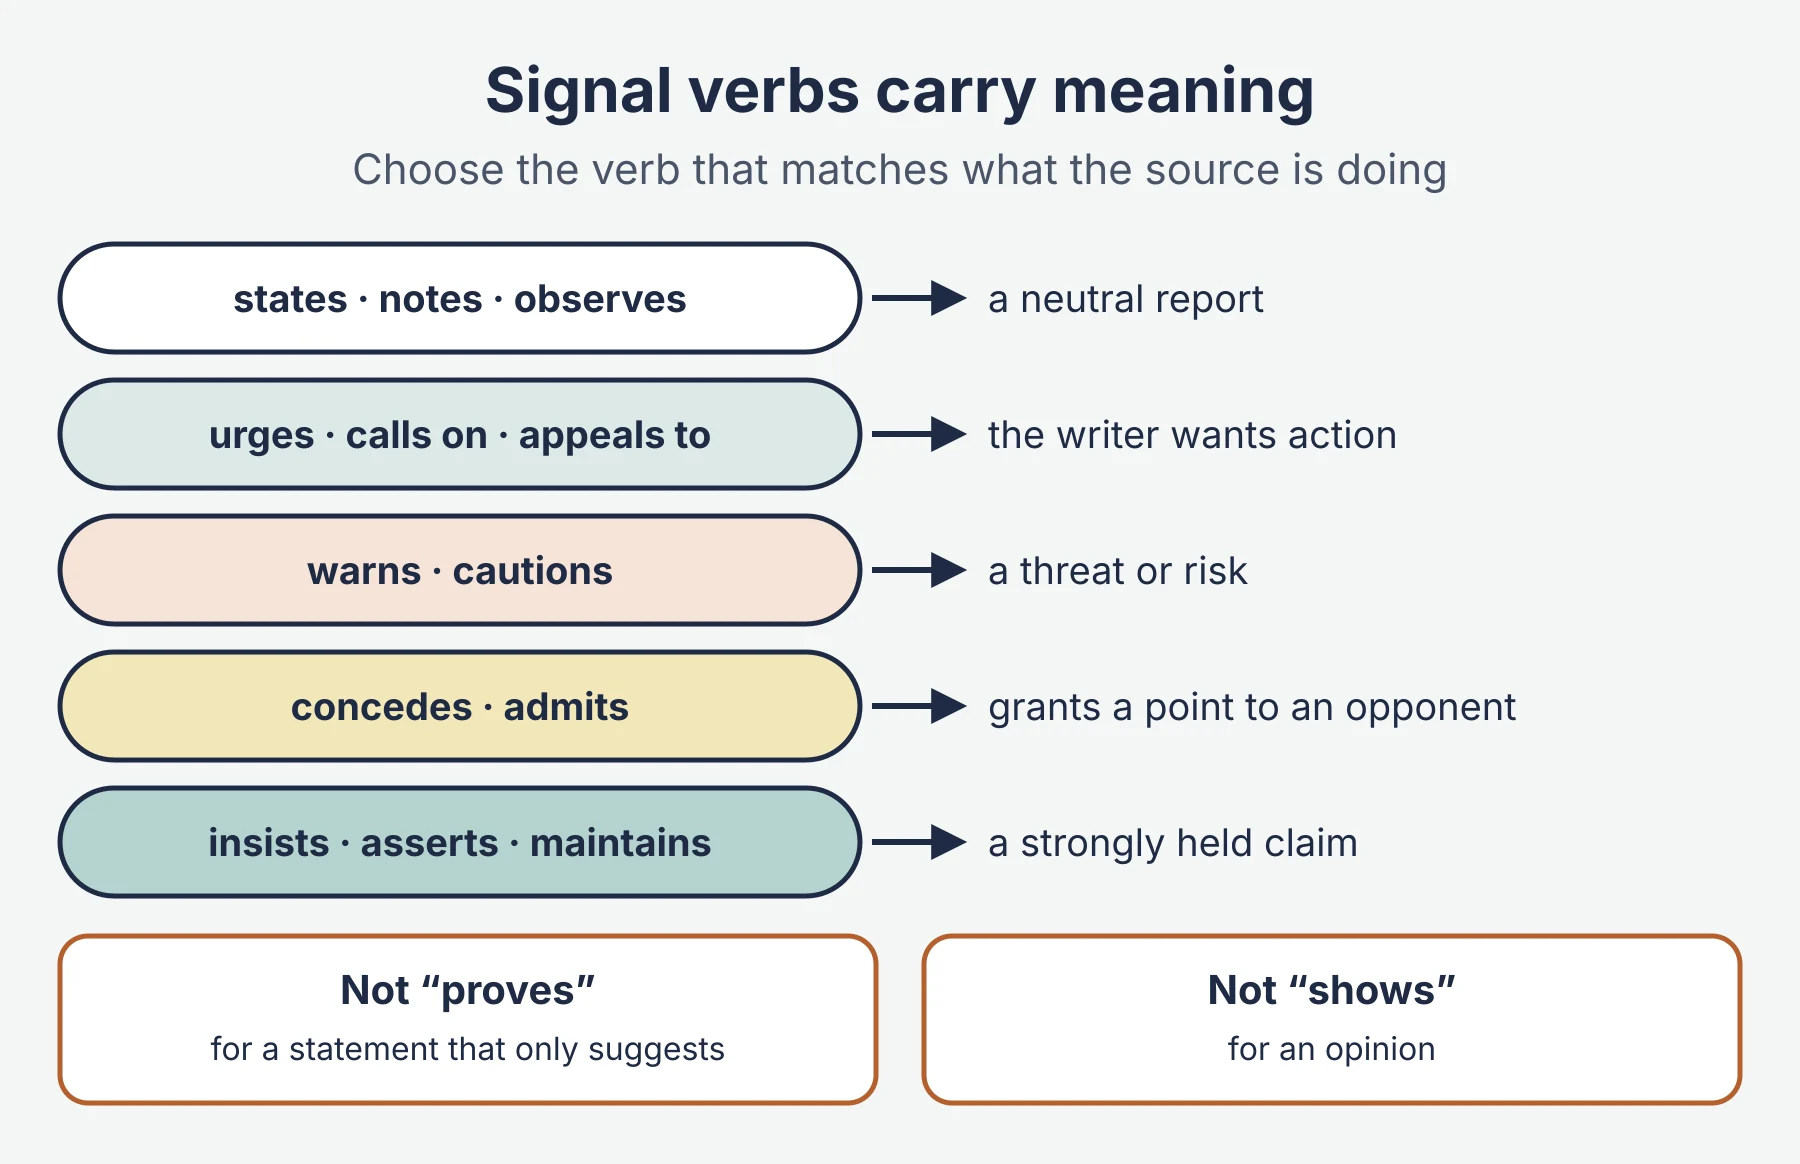 Signal verbs carry meaning
Choose the verb that matches what the source is doing
states · notes · observes
a neutral report
urges · calls on · appeals to
the writer wants action
warns · cautions
a threat or risk
concedes · admits
grants a point to an opponent
insists · asserts · maintains
a strongly held claim
Not “proves”
for a statement that only suggests
Not “shows”
for an opinion